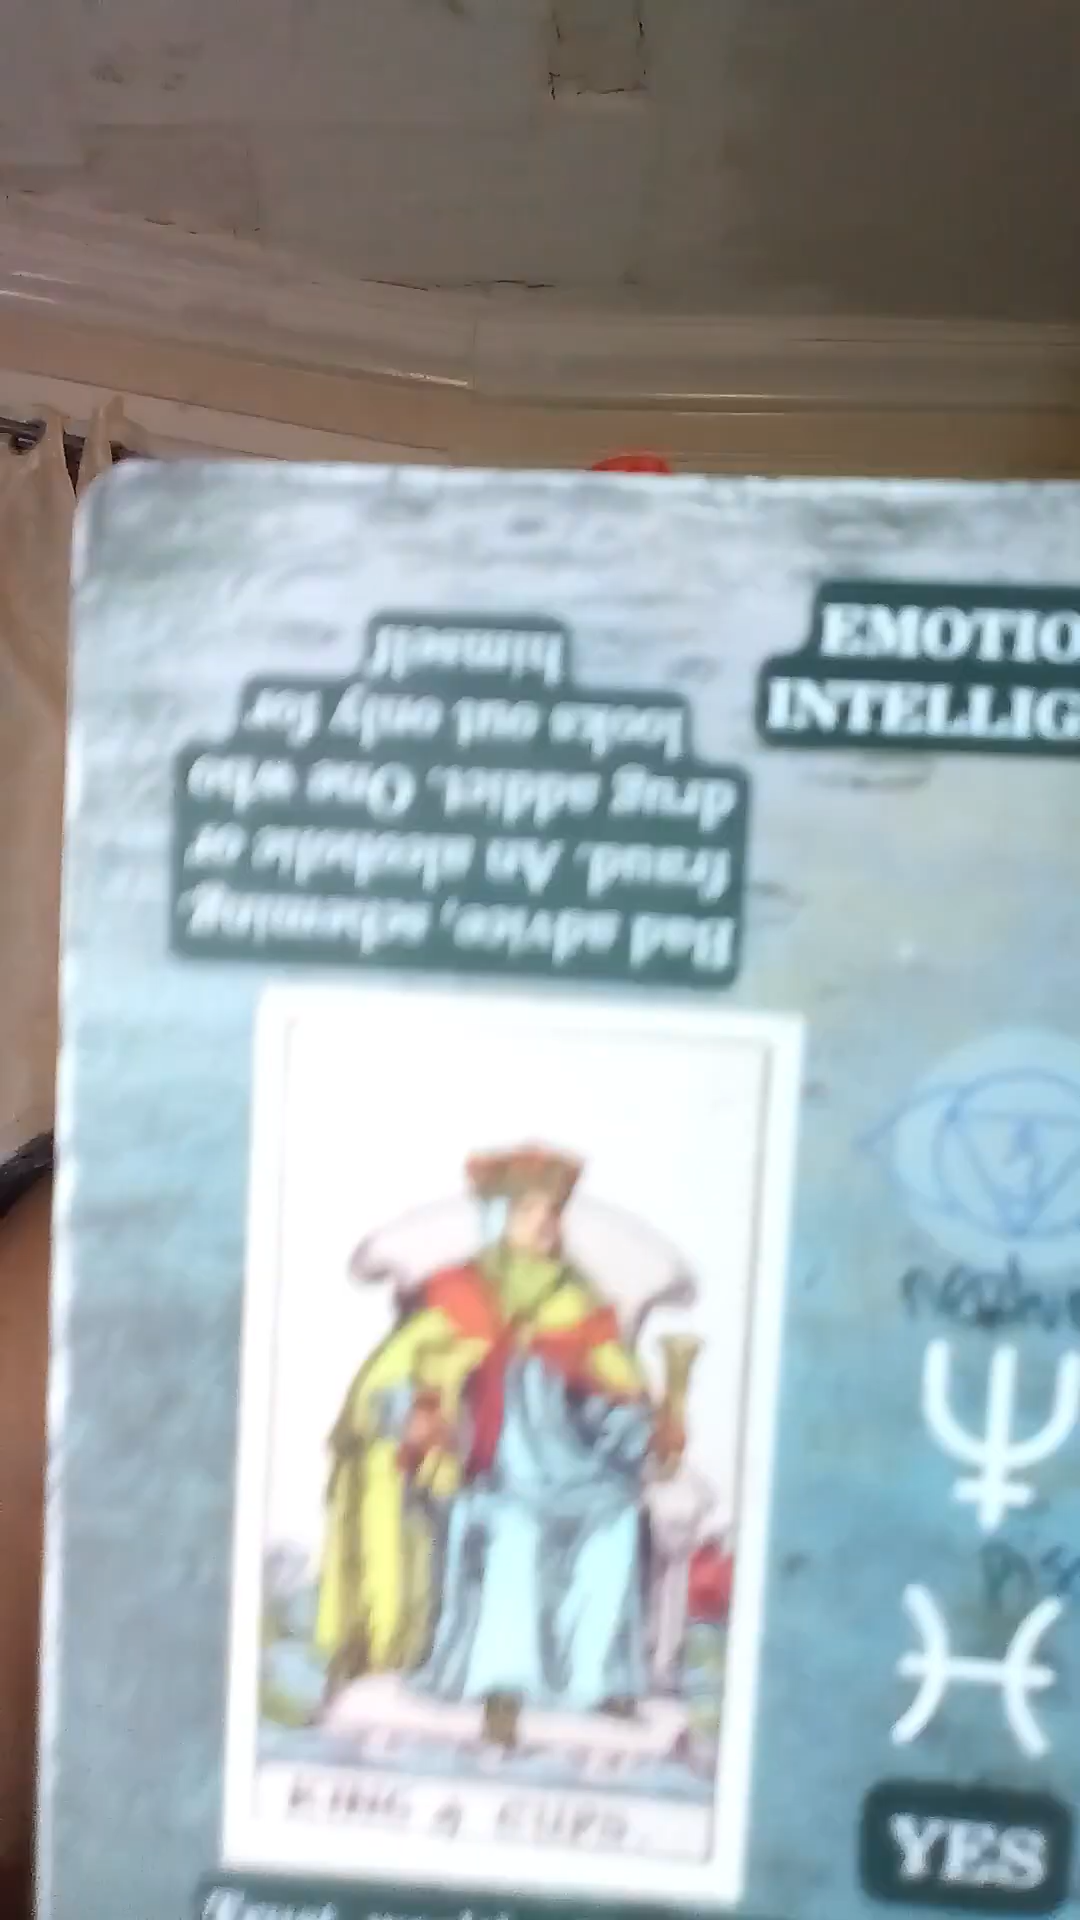 EMOTIO
INTELLIG
Bad advice, scheming,
fraud. An alcoholic or
drug addict. One who
looks out only for
himself
KING of CUPS.
YES